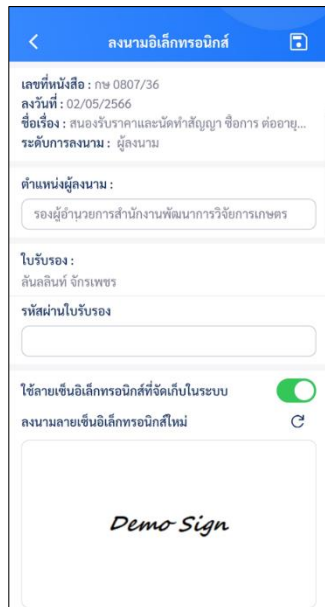 ลงนามอิเล็กทรอนิกส์
เลขที่หนังสือ : กษ 0807/36
ลงวันที่ : 02/05/2566
ชื่อเรื่อง : สนองรับราคาและนัดทำสัญญา ซื้อการ ต่ออายุ...
ระดับการลงนาม : ผู้ลงนาม
ตำแหน่งผู้ลงนาม :
รองผู้อำนวยการสำนักงานพัฒนาการวิจัยการเกษตร
ใบรับรอง :
ลันลลินท์ จักรเพชร
รหัสผ่านใบรับรอง
ใช้ลายเซ็นอิเล็กทรอนิกส์ที่จัดเก็บในระบบ
ลงนามลายเซ็นอิเล็กทรอนิกส์ใหม่
Demo Sign